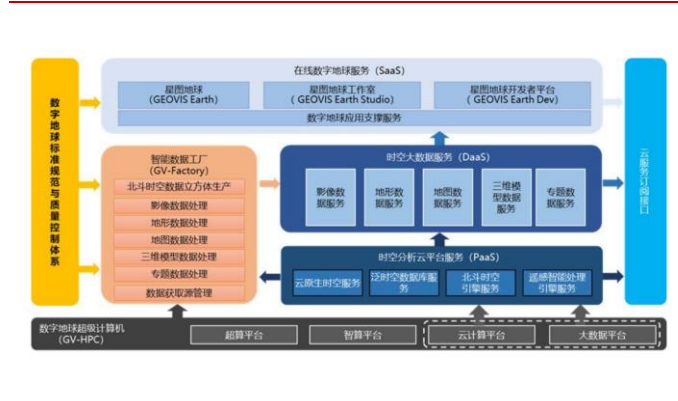 数字地球标准规范与质量控制体系
在线数字地球服务（SaaS）
星图地球
（GEOVIS Earth）
星图地球工作室
（ GEOVIS Earth Studio）
星图地球开发者平台
（ GEOVIS Earth Dev）
数字地球应用支撑服务
智能数据工厂
（GV-Factory）
北斗时空数据立方体生产
影像数据处理
地形数据处理
地图数据处理
三维模型数据处理
专题数据处理
数据获取源管理
时空大数据服务（DaaS）
影像数
据服务
地形数
据服务
地图数
据服务
三维模
型数据
服务
专题数
据服务
时空分析云平台服务（PaaS）
云原生时空服务
泛时空数据库服
务
北斗时空
引擎服务
遥感智能处理
引擎服务
云服务订阅接口
数字地球超级计算机
（GV-HPC）
超算平台
智算平台
云计算平台
大数据平台